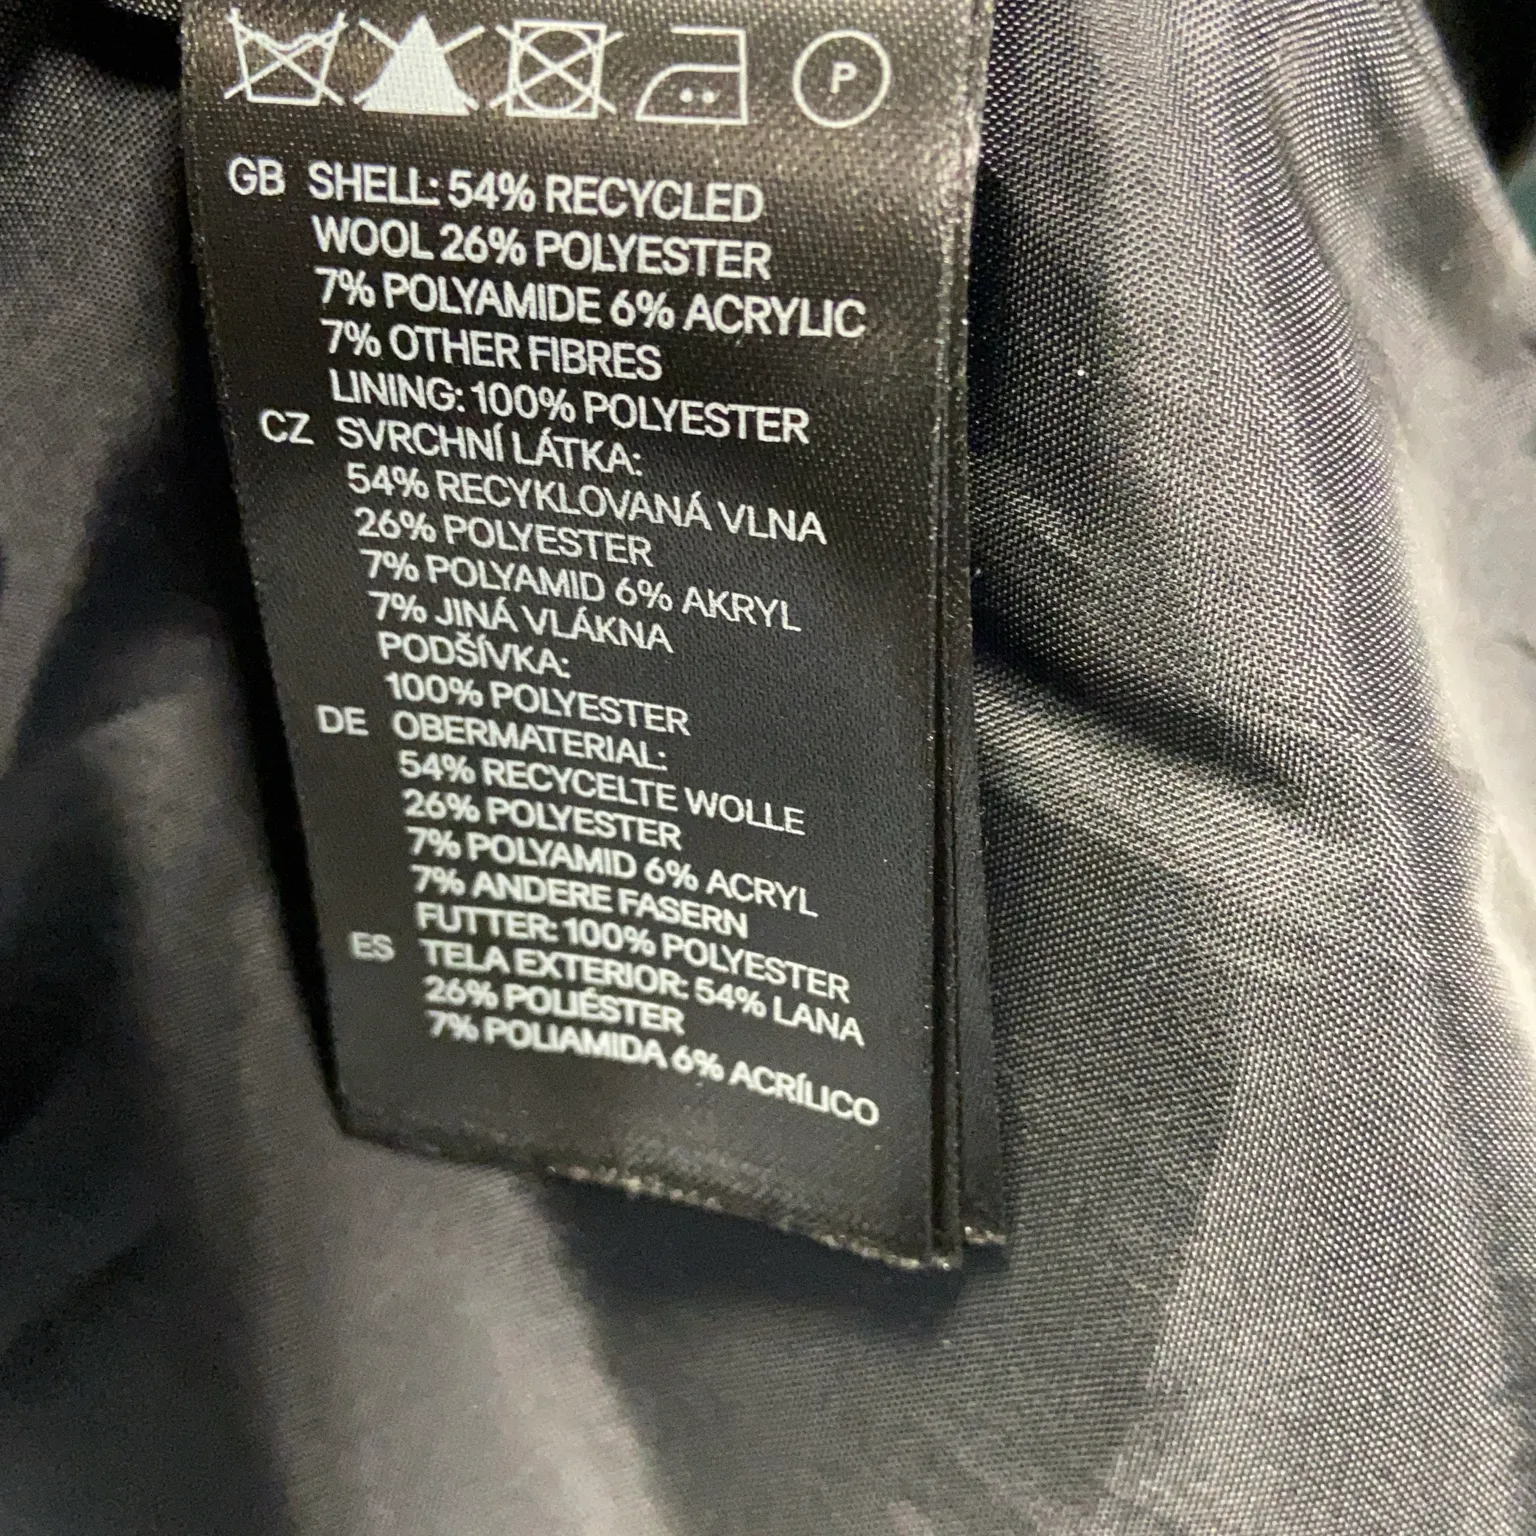 P
GB SHELL: 54% RECYCLED
WOOL 26% POLYESTER
7% POLYAMIDE 6% ACRYLIC
7% OTHER FIBRES
LINING: 100% POLYESTER
CZ SVRCHNÍ LÁTKA:
54% RECYKLOVANÁ VLNA
26% POLYESTER
7% POLYAMID 6% AKRYL
7% JINÁ VLÁKNA
PODŠÍVKA:
100% POLYESTER
DE OBERMATERIAL:
54% RECYCELTE WOLLE
26% POLYESTER
7% POLYAMID 6% ACRYL
7% ANDERE FASERN
FUTTER: 100% POLYESTER
ES TELA EXTERIOR: 54% LANA
26% POLIÉSTER
7% POLIAMIDA 6% ACRÍLICO